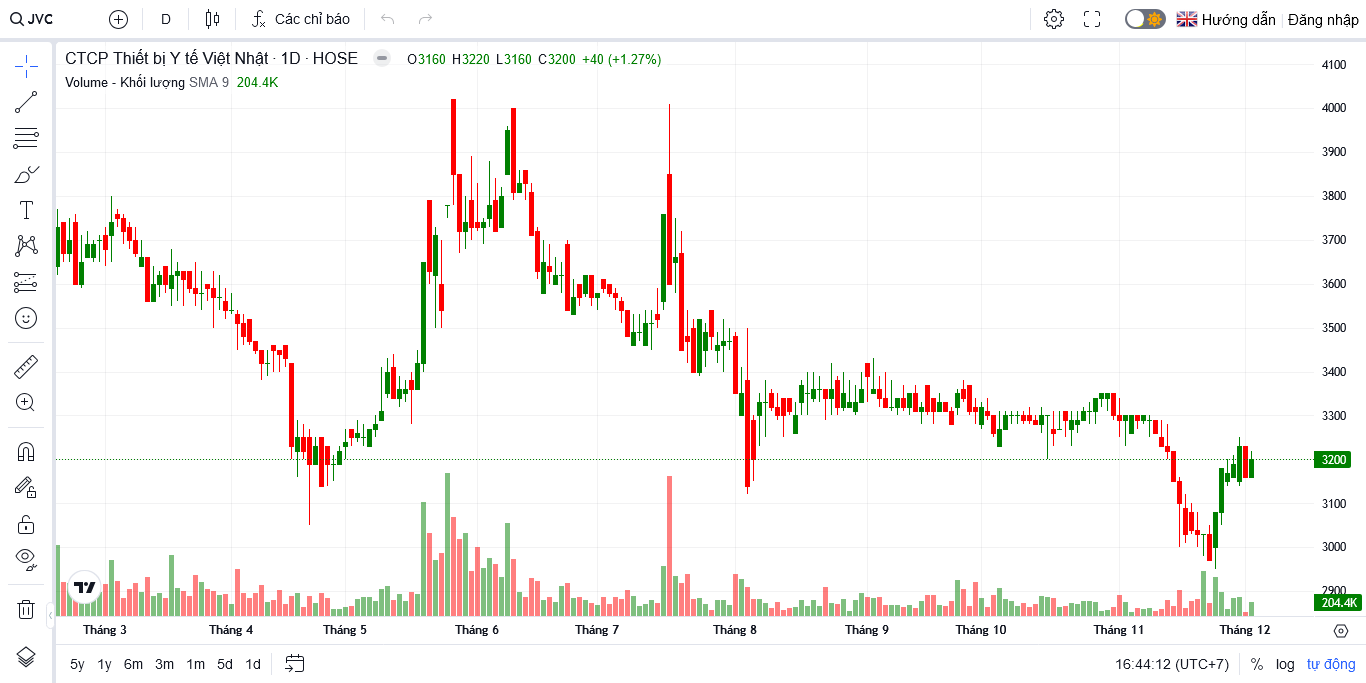 JVC D Các chỉ báo Hướng dẫn Đăng nhập
CTCP Thiết bị Y tế Việt Nhật · 1D · HOSE O3160 H3220 L3160 C3200 +40 (+1.27%)
Volume - Khối lượng SMA 9 204.4K
4100
4000
3900
3800
3700
3600
3500
3400
3300
3200
3100
3000
2900
204.4K
Tháng 3 Tháng 4 Tháng 5 Tháng 6 Tháng 7 Tháng 8 Tháng 9 Tháng 10 Tháng 11 Tháng 12
5y 1y 6m 3m 1m 5d 1d 16:44:12 (UTC+7) % log tự động